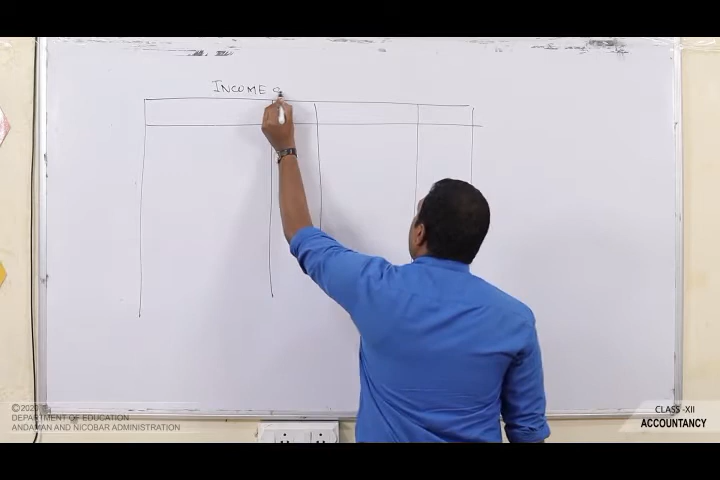 INCOME
©2020
DEPARTMENT OF EDUCATION
ANDAMAN AND NICOBAR ADMINISTRATION
CLASS -XII
ACCOUNTANCY